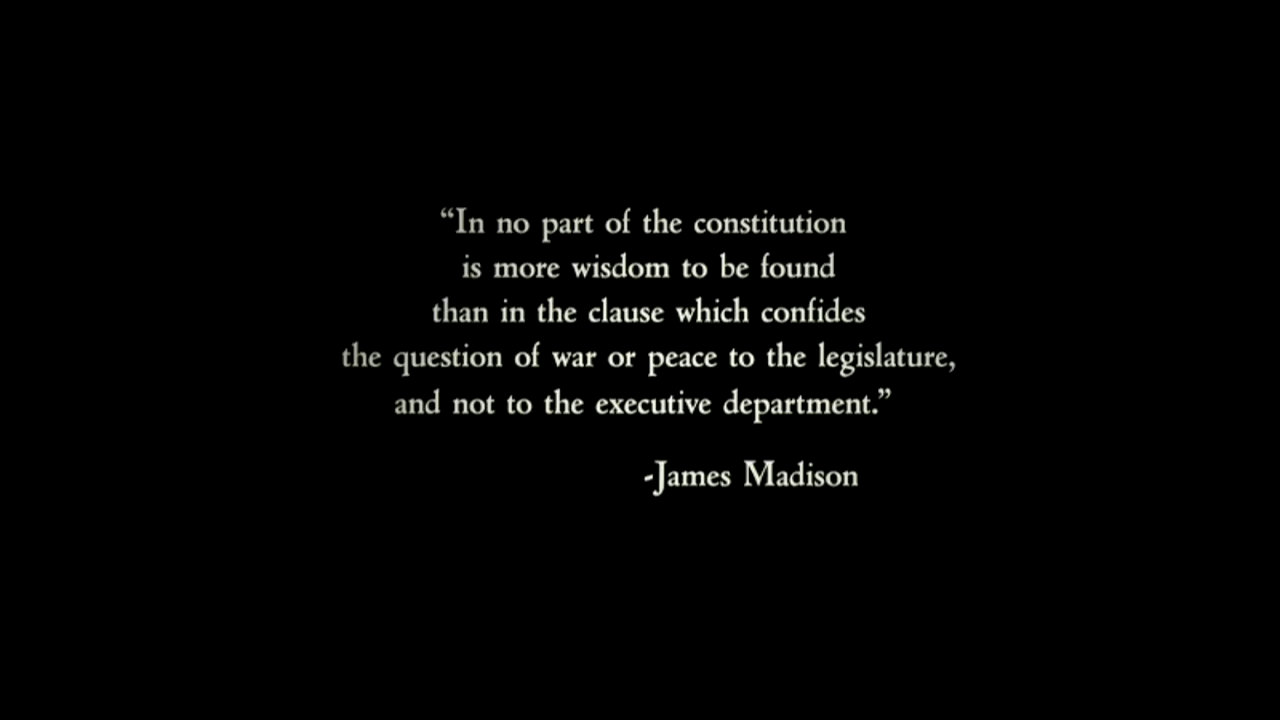 “In no part of the constitution
is more wisdom to be found
than in the clause which confides
the question of war or peace to the legislature,
and not to the executive department.”
-James Madison